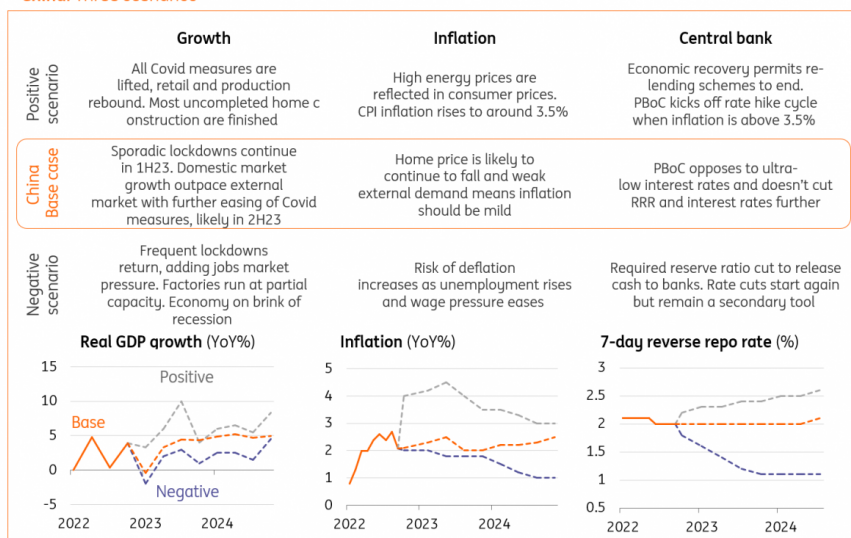 China: Three scenarios
Growth
Inflation
Central bank
Positive
scenario
All Covid measures are
lifted, retail and production
rebound. Most uncompleted home c
onstruction are finished
High energy prices are
reflected in consumer prices.
CPI inflation rises to around 3.5%
Economic recovery permits re-
lending schemes to end.
PBoC kicks off rate hike cycle
when inflation is above 3.5%
China
Base case
Sporadic lockdowns continue
in 1H23. Domestic market
growth outpace external
market with further easing of Covid
measures, likely in 2H23
Home price is likely to
continue to fall and weak
external demand means inflation
should be mild
PBoC opposes to ultra-
low interest rates and doesn't cut
RRR and interest rates further
Negative
scenario
Frequent lockdowns
return, adding jobs market
pressure. Factories run at partial
capacity. Economy on brink of
recession
Risk of deflation
increases as unemployment rises
and wage pressure eases
Required reserve ratio cut to release
cash to banks. Rate cuts start again
but remain a secondary tool
Real GDP growth (YoY%)
15
10
5
0
-5
Positive
Base
Negative
2022
2023
2024
Inflation (YoY%)
5
4
3
2
1
0
2022
2023
2024
7-day reverse repo rate (%)
3
2.5
2
1.5
1
0.5
2022
2023
2024